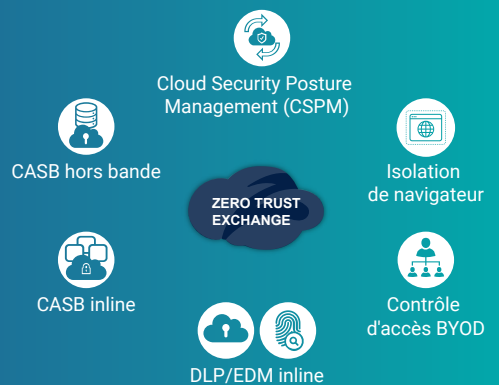 Cloud Security Posture
Management (CSPM)
CASB hors bande
Isolation
de navigateur
ZERO TRUST
EXCHANGE
CASB inline
Contrôle
d'accès BYOD
DLP/EDM inline